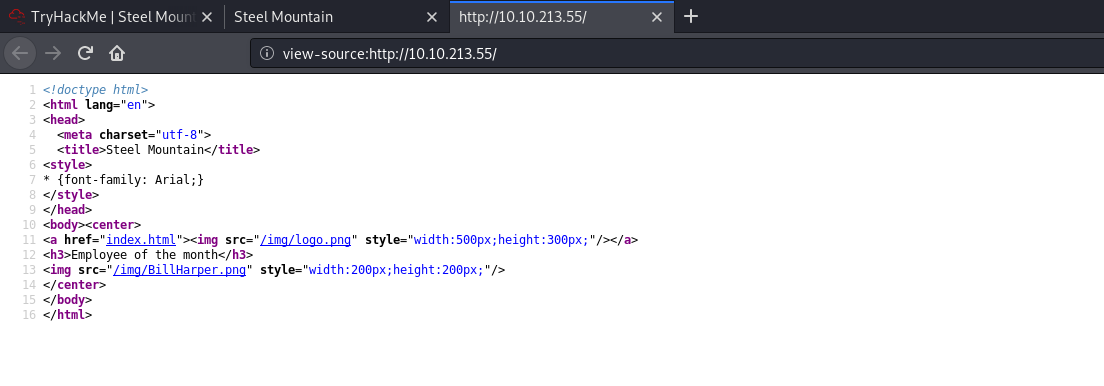 TryHackMe | Steel Mount
Steel Mountain
http://10.10.213.55/
view-source:http://10.10.213.55/
1 <!doctype html>
2 <html lang="en">
3 <head>
4   <meta charset="utf-8">
5   <title>Steel Mountain</title>
6 <style>
7 * {font-family: Arial;}
8 </style>
9 </head>
10 <body><center>
11 <a href="index.html"><img src="/img/logo.png" style="width:500px;height:300px;"/></a>
12 <h3>Employee of the month</h3>
13 <img src="/img/BillHarper.png" style="width:200px;height:200px;"/>
14 </center>
15 </body>
16 </html>